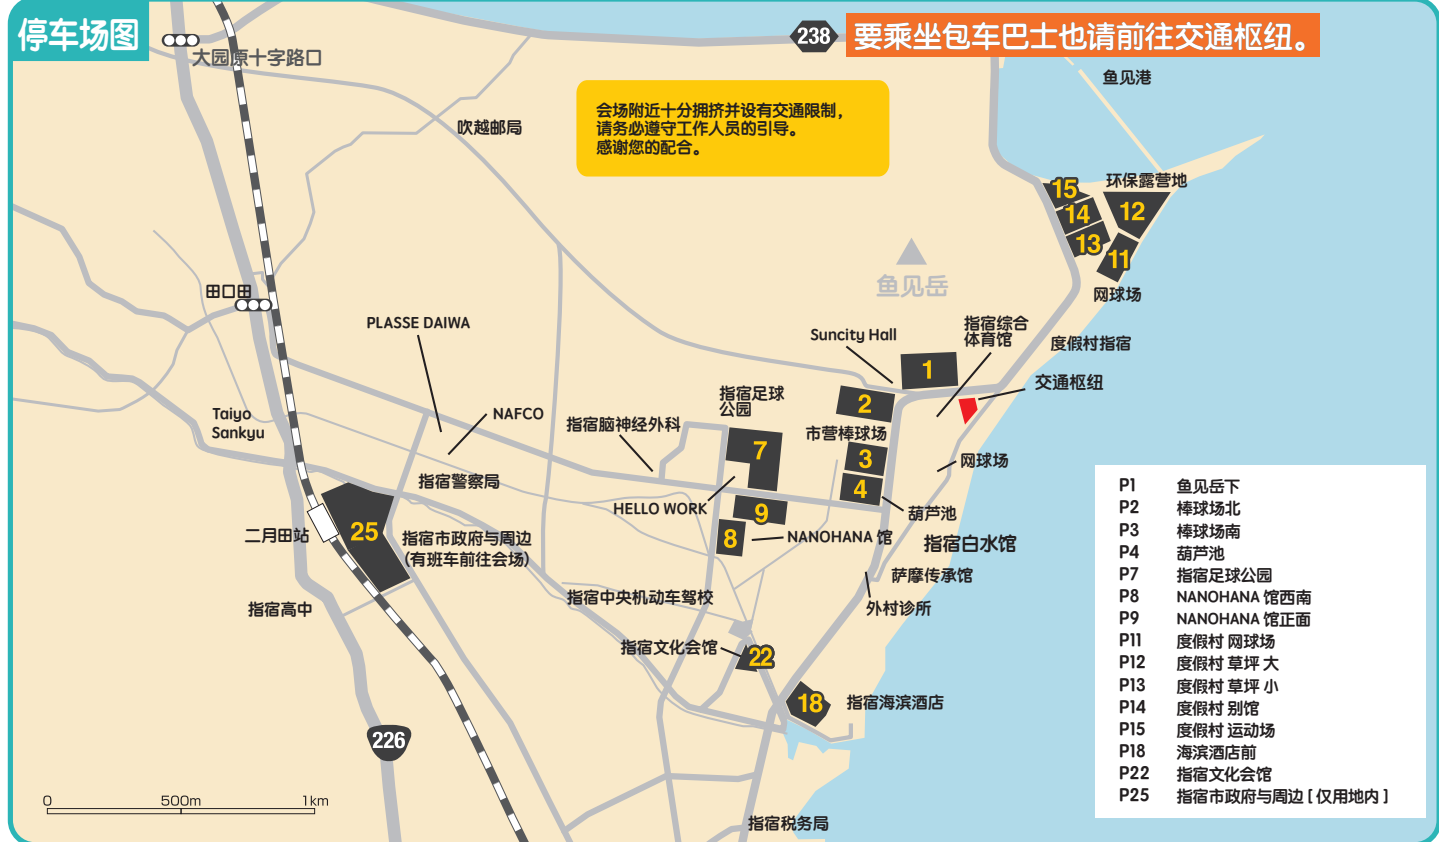 停车场图
238
要乘坐包车巴士也请前往交通枢纽。
大园原十字路口
鱼见港
会场附近十分拥挤并设有交通限制，
请务必遵守工作人员的引导。
感谢您的配合。
吹越邮局
环保露营地
15
14
13
12
11
网球场
鱼见岳
田口田
PLASSE DAIWA
Suncity Hall
指宿综合
体育馆
度假村指宿
1
交通枢纽
2
指宿足球
公园
Taiyo
Sankyu
NAFCO
指宿脑神经外科
市营棒球场
7
3
网球场
指宿警察局
4
HELLO WORK
9
葫芦池
25
二月田站
指宿市政府与周边
(有班车前往会场)
8
NANOHANA 馆
指宿白水馆
萨摩传承馆
指宿高中
指宿中央机动车驾校
外村诊所
指宿文化会馆
22
18
指宿海滨酒店
226
0
500m
1km
指宿税务局
P1 鱼见岳下
P2 棒球场北
P3 棒球场南
P4 葫芦池
P7 指宿足球公园
P8 NANOHANA 馆西南
P9 NANOHANA 馆正面
P11 度假村 网球场
P12 度假村 草坪 大
P13 度假村 草坪 小
P14 度假村 别馆
P15 度假村 运动场
P18 海滨酒店前
P22 指宿文化会馆
P25 指宿市政府与周边 [ 仅用地内 ]